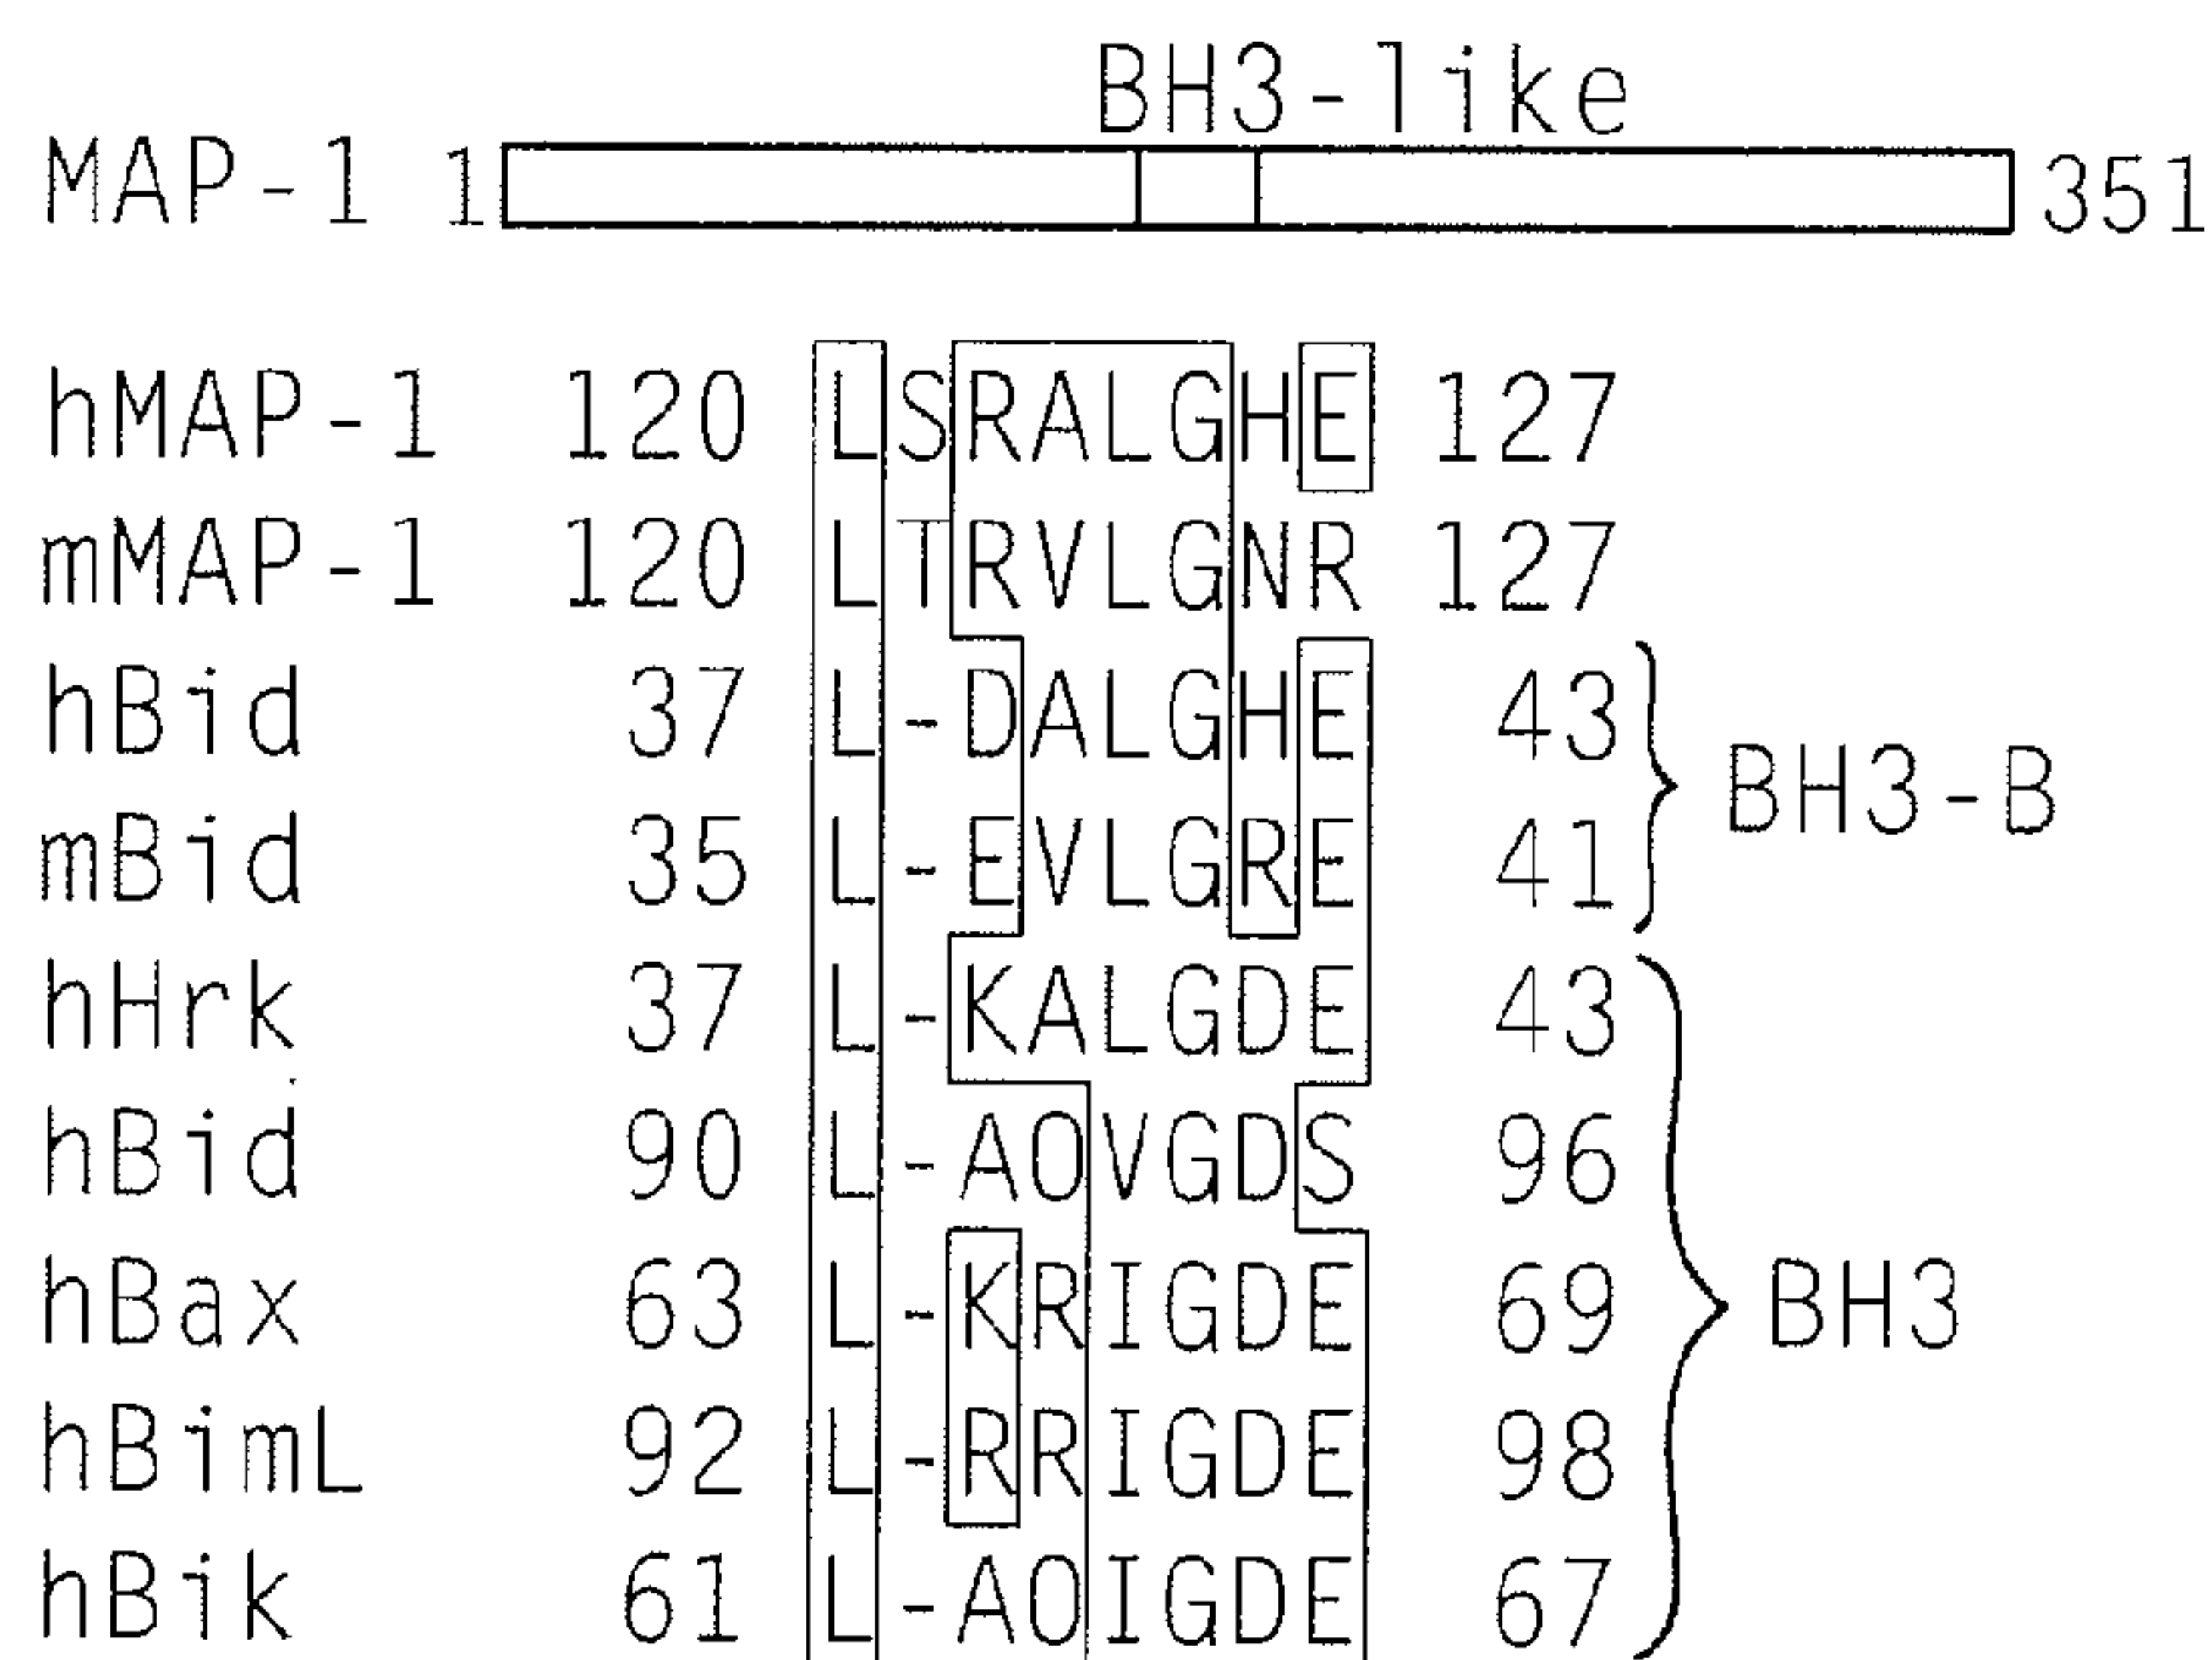 BH3-like
MAP-1 1 351
hMAP-1 120 LSRALGHE 127
mMAP-1 120 LTRVLGNR 127
hBid 37 L-DALGHE 43
mBid 35 L-EVLGRE 41
BH3-B
hHrk 37 L-KALGDE 43
hBid 90 L-AOVGDS 96
hBax 63 L-KRIGDE 69
BH3
hBimL 92 L-RRIGDE 98
hBik 61 L-AOIGDE 67